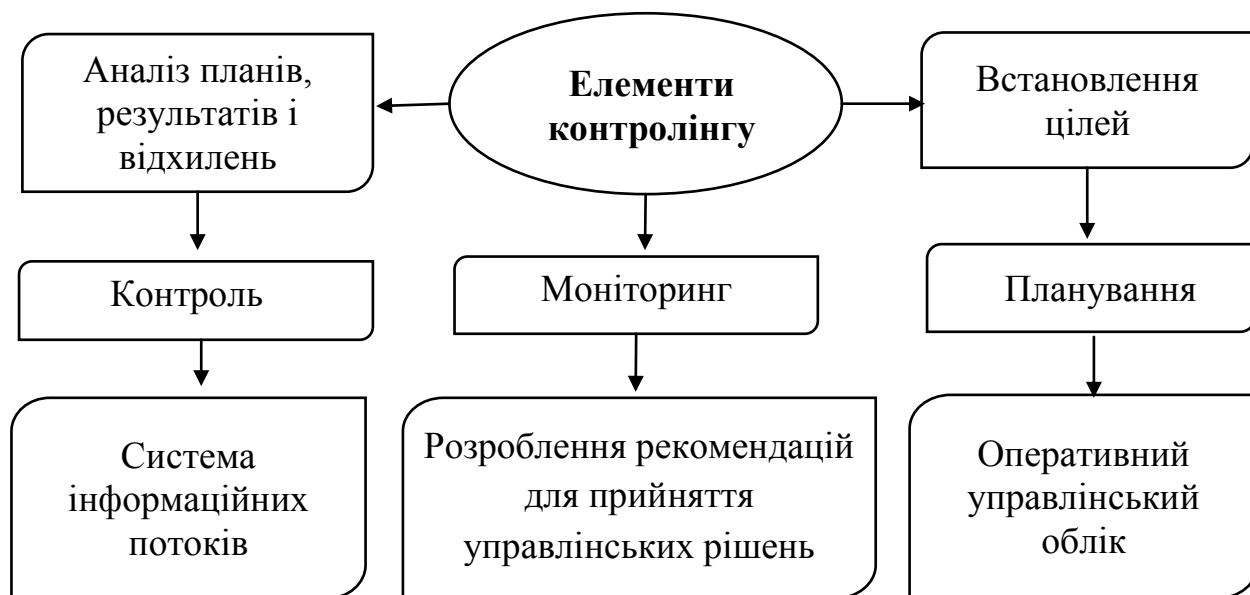 Аналіз планів,
результатів і
відхилень
Елементи
контролінгу
Встановлення
цілей
Контроль
Моніторинг
Планування
Система
інформаційних
потоків
Розроблення рекомендацій
для прийняття
управлінських рішень
Оперативний
управлінський
облік